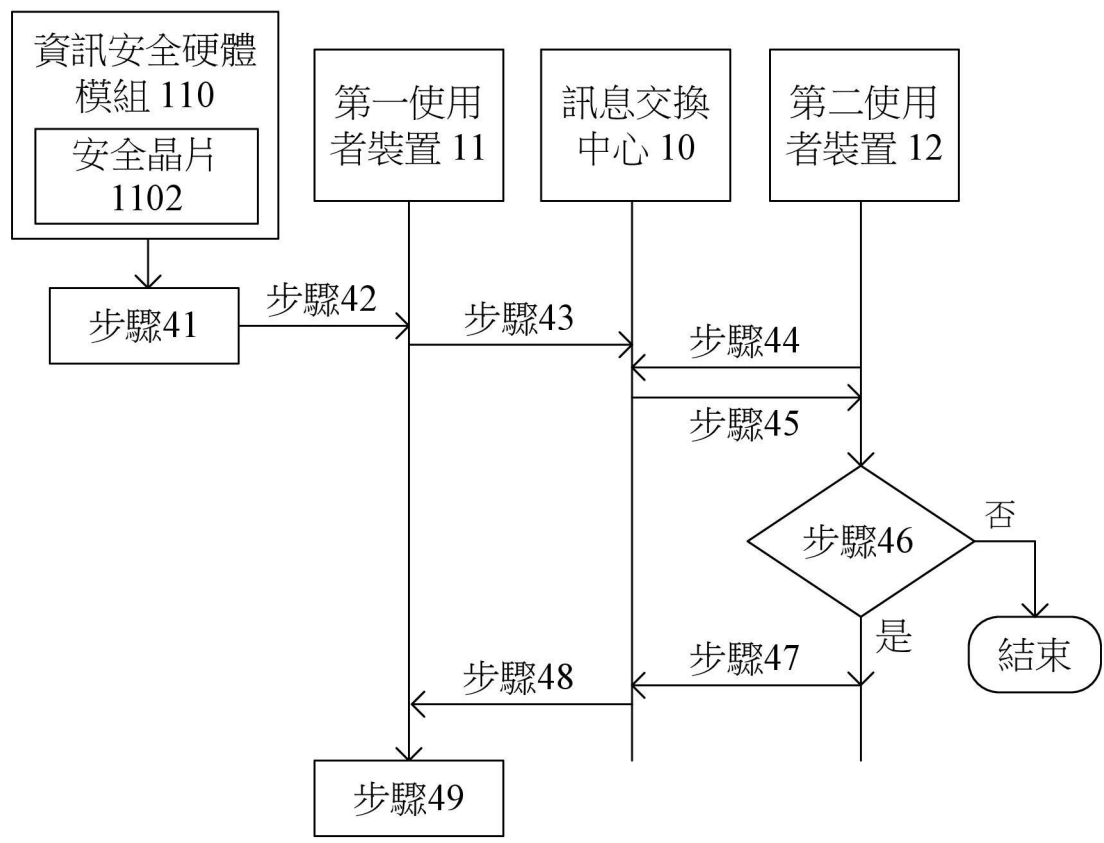 資訊安全硬體
模組 110
安全晶片
1102
第一使用
者裝置 11
訊息交換
中心 10
第二使用
者裝置 12
步驟41
步驟42
步驟43
步驟44
步驟45
步驟46
否
是
結束
步驟47
步驟48
步驟49